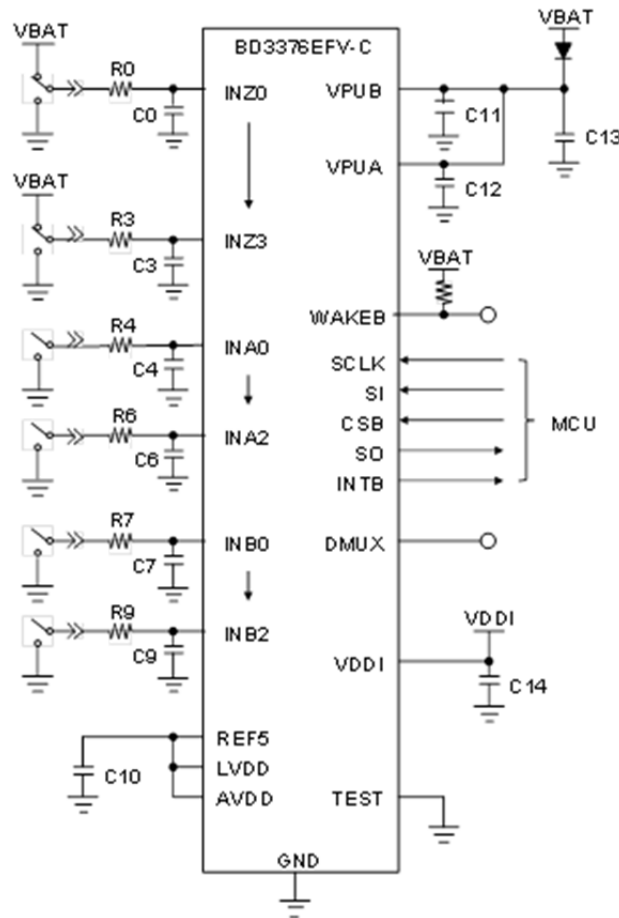 VBAT
R0
C0
VBAT
R3
C3
R4
C4
R6
C6
R7
C7
R9
C9
C10
BD3376EFV-C
INZ0
INZ3
INA0
INA2
INB0
INB2
REF5
LVDD
AVDD
GND
VPUB
VPUA
WAKEB
SCLK
SI
CSB
SO
INTB
DMUX
VDDI
TEST
VBAT
C11
C13
C12
VBAT
MCU
VDDI
C14